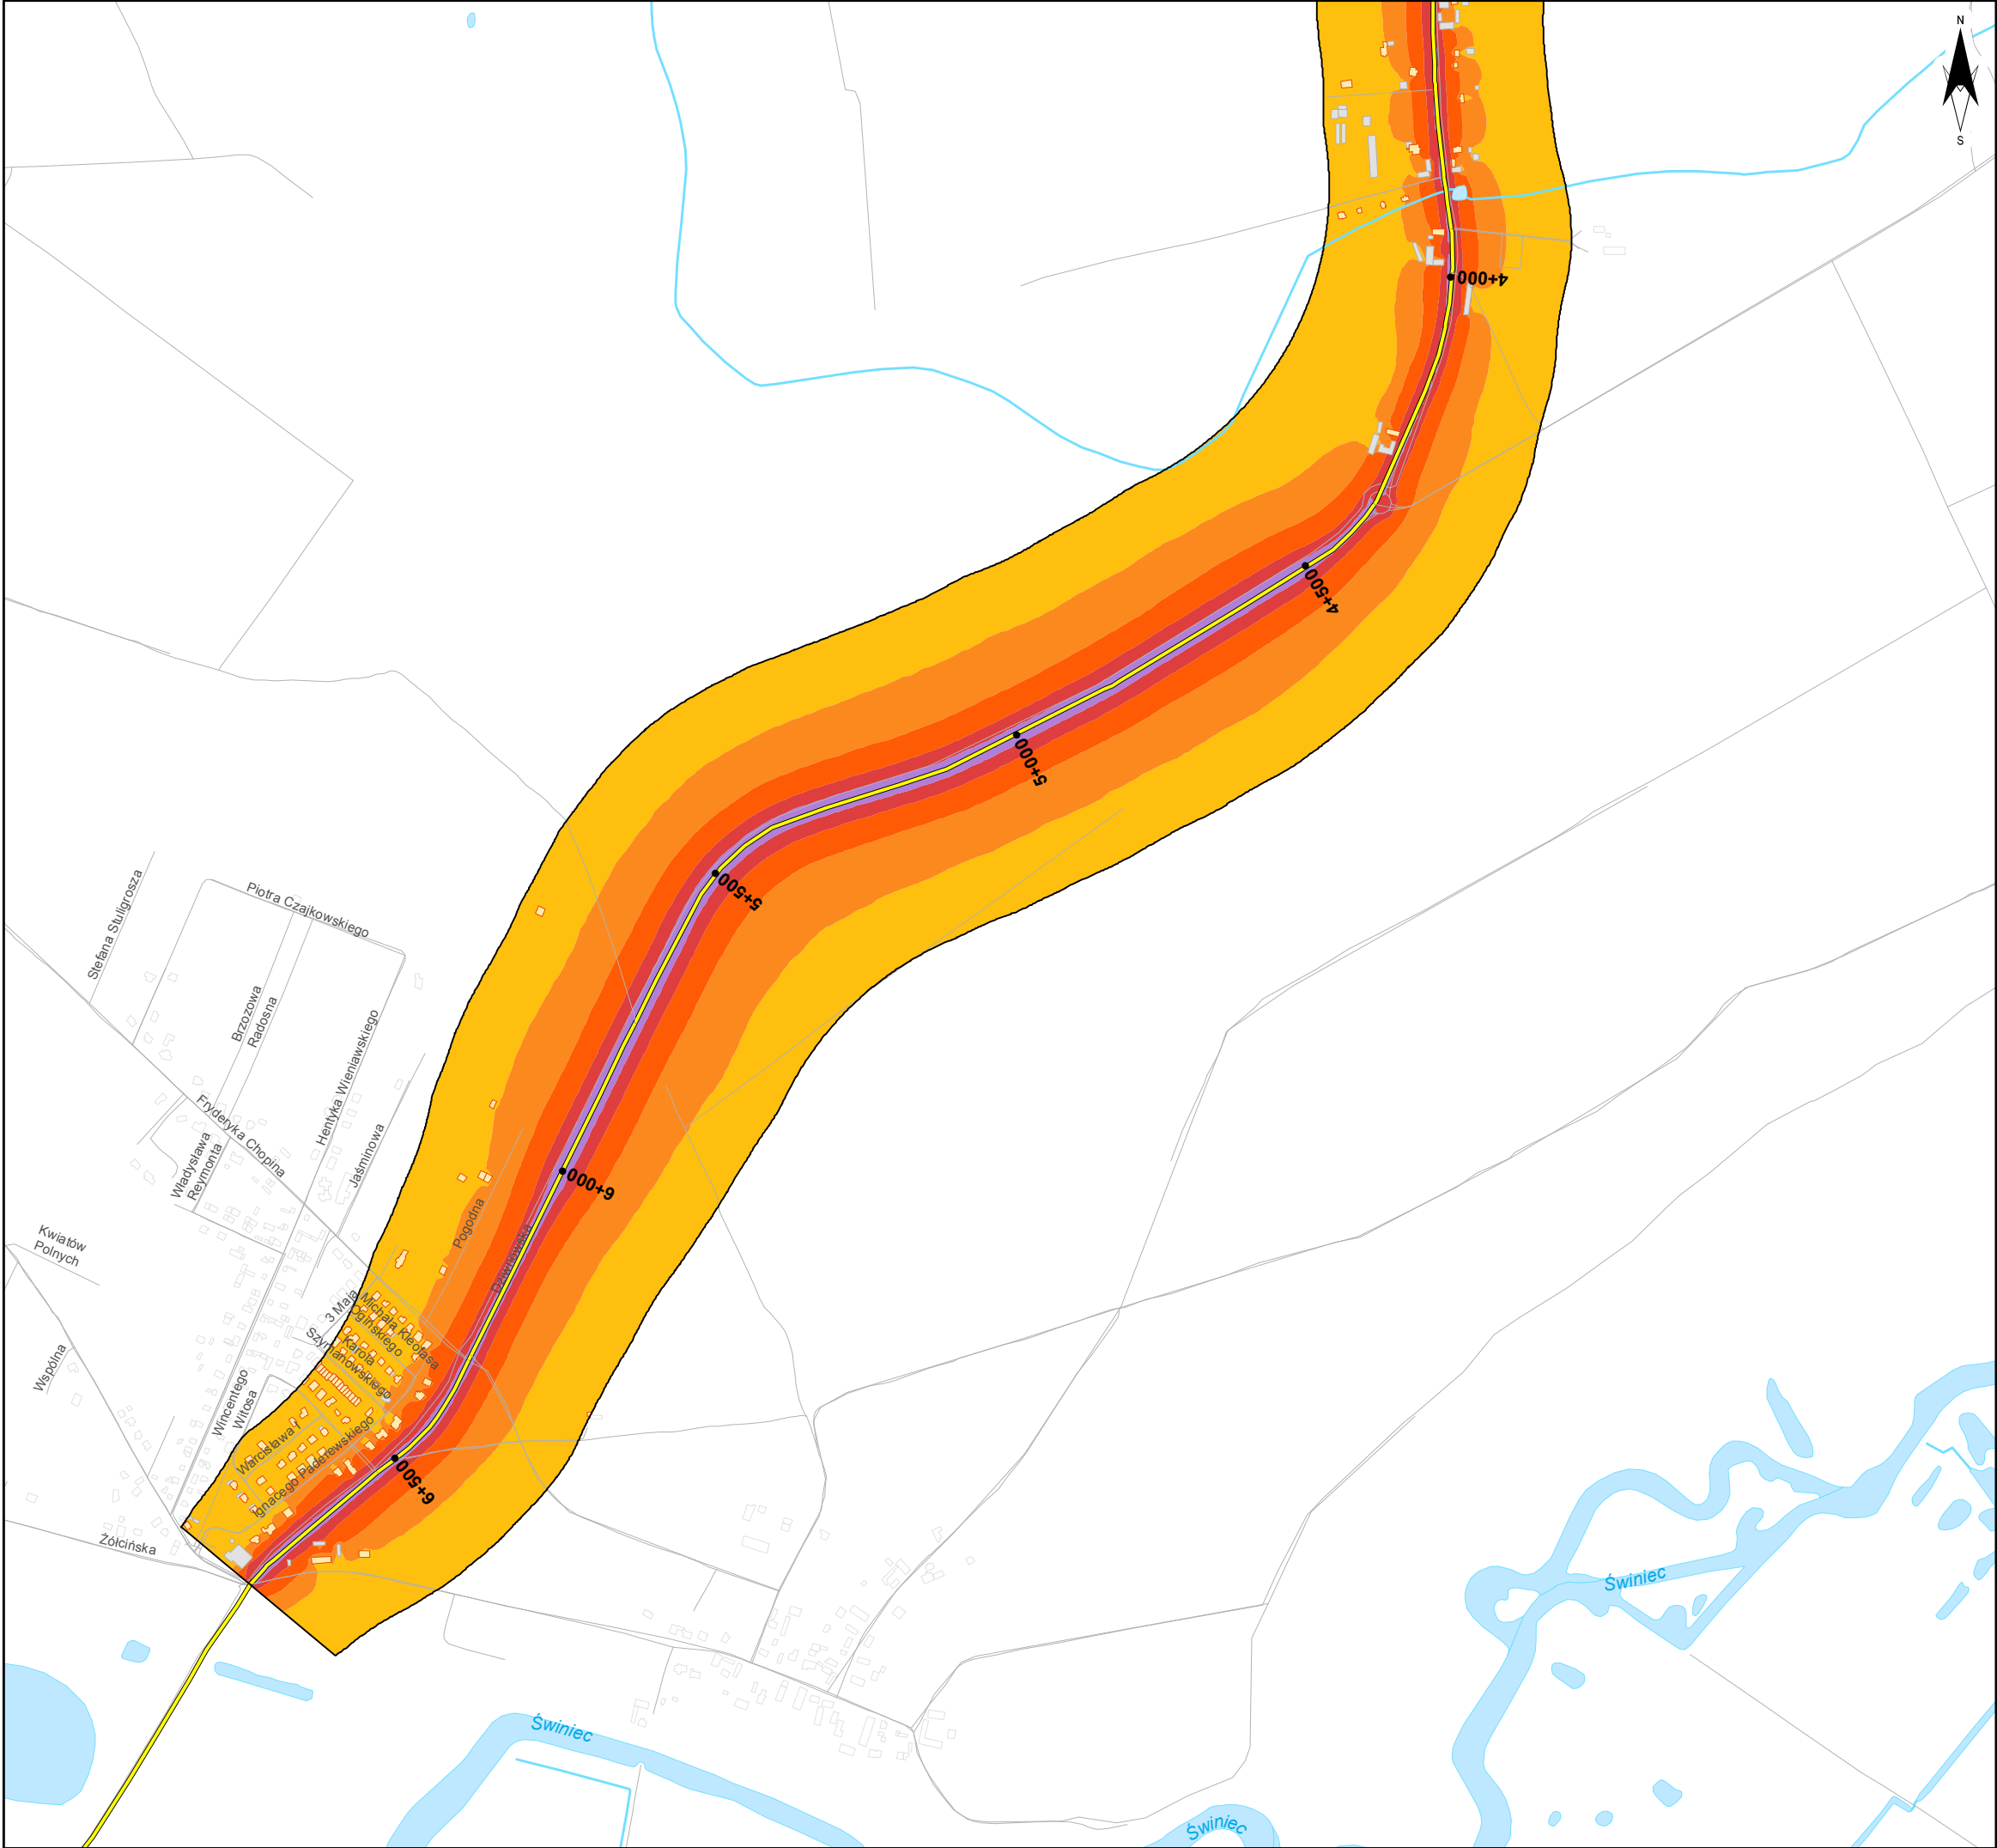 N
S
4+000
4+500
5+000
5+500
Stefana Stuligrosza
Piotra Czajkowskiego
Brzozowa
Radosna
Hentyka Wieniawskiego
Fryderyka Chopina
Jaśminowa
Władysława
Reymonta
6+000
Pogodna
Dziwnowska
Kwiatów
Polnych
3 Maja
Michała Kleofasa
Ogińskiego
Karola
Szymanowskiego
Wspólna
Wincentego
Witosa
Warcisława I
Ignacego Paderewskiego
6+500
Żółcińska
Świniec
Świniec
Świniec